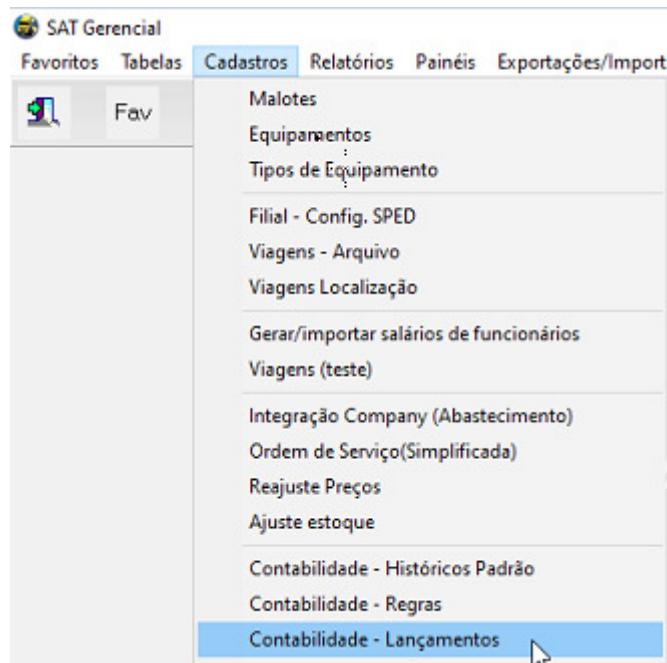 SAT Gerencial
Favoritos Tabelas Cadastros Relatórios Painéis Exportações/Import
Fav
Malotes
Equipamentos
Tipos de Equipamento
Filial - Config. SPED
Viagens - Arquivo
Viagens Localização
Gerar/importar salários de funcionários
Viagens (teste)
Integração Company (Abastecimento)
Ordem de Serviço(Simplificada)
Reajuste Preços
Ajuste estoque
Contabilidade - Históricos Padrão
Contabilidade - Regras
Contabilidade - Lançamentos